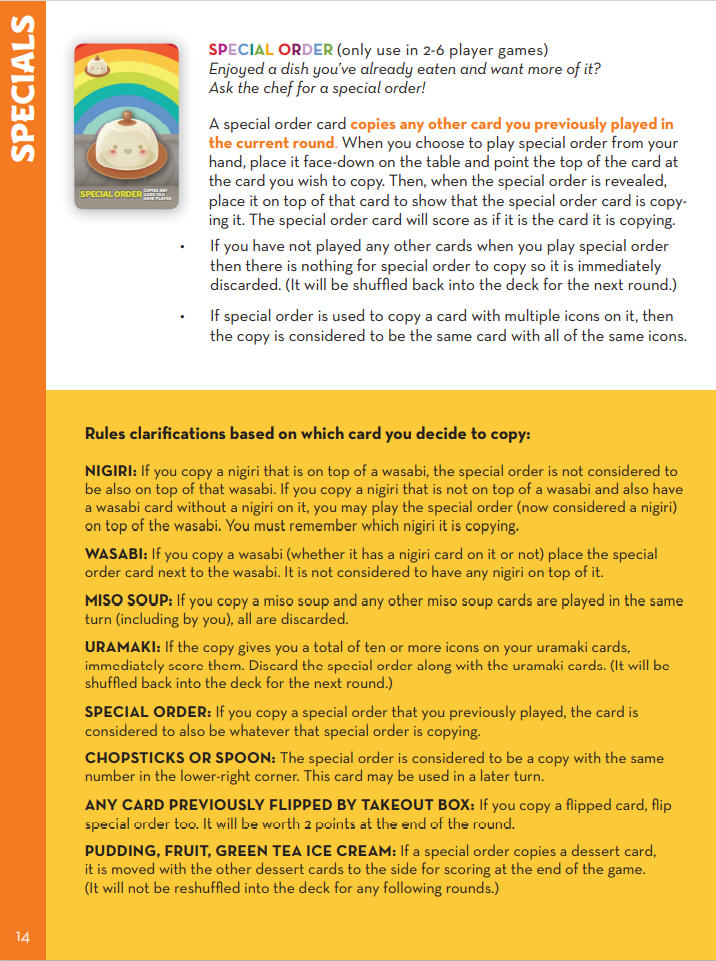 SPECIALS
SPECIAL ORDER (only use in 2-6 player games)
Enjoyed a dish you've already eaten and want more of it?
Ask the chef for a special order!
SPECIAL ORDER
COPIES ANY
CARD YOU
HAVE PLAYED
A special order card copies any other card you previously played in
the current round. When you choose to play special order from your
hand, place it face-down on the table and point the top of the card at
the card you wish to copy. Then, when the special order is revealed,
place it on top of that card to show that the special order card is copy-
ing it. The special order card will score as if it is the card it is copying.
• If you have not played any other cards when you play special order
then there is nothing for special order to copy so it is immediately
discarded. (It will be shuffled back into the deck for the next round.)
• If special order is used to copy a card with multiple icons on it, then
the copy is considered to be the same card with all of the same icons.
Rules clarifications based on which card you decide to copy:
NIGIRI: If you copy a nigiri that is on top of a wasabi, the special order is not considered to
be also on top of that wasabi. If you copy a nigiri that is not on top of a wasabi and also have
a wasabi card without a nigiri on it, you may play the special order (now considered a nigiri)
on top of the wasabi. You must remember which nigiri it is copying.
WASABI: If you copy a wasabi (whether it has a nigiri card on it or not) place the special
order card next to the wasabi. It is not considered to have any nigiri on top of it.
MISO SOUP: If you copy a miso soup and any other miso soup cards are played in the same
turn (including by you), all are discarded.
URAMAKI: If the copy gives you a total of ten or more icons on your uramaki cards,
immediately score them. Discard the special order along with the uramaki cards. (It will be
shuffled back into the deck for the next round.)
SPECIAL ORDER: If you copy a special order that you previously played, the card is
considered to also be whatever that special order is copying.
CHOPSTICKS OR SPOON: The special order is considered to be a copy with the same
number in the lower-right corner. This card may be used in a later turn.
ANY CARD PREVIOUSLY FLIPPED BY TAKEOUT BOX: If you copy a flipped card, flip
special order too. It will be worth 2 points at the end of the round.
PUDDING, FRUIT, GREEN TEA ICE CREAM: If a special order copies a dessert card,
it is moved with the other dessert cards to the side for scoring at the end of the game.
(It will not be reshuffled into the deck for any following rounds.)
14